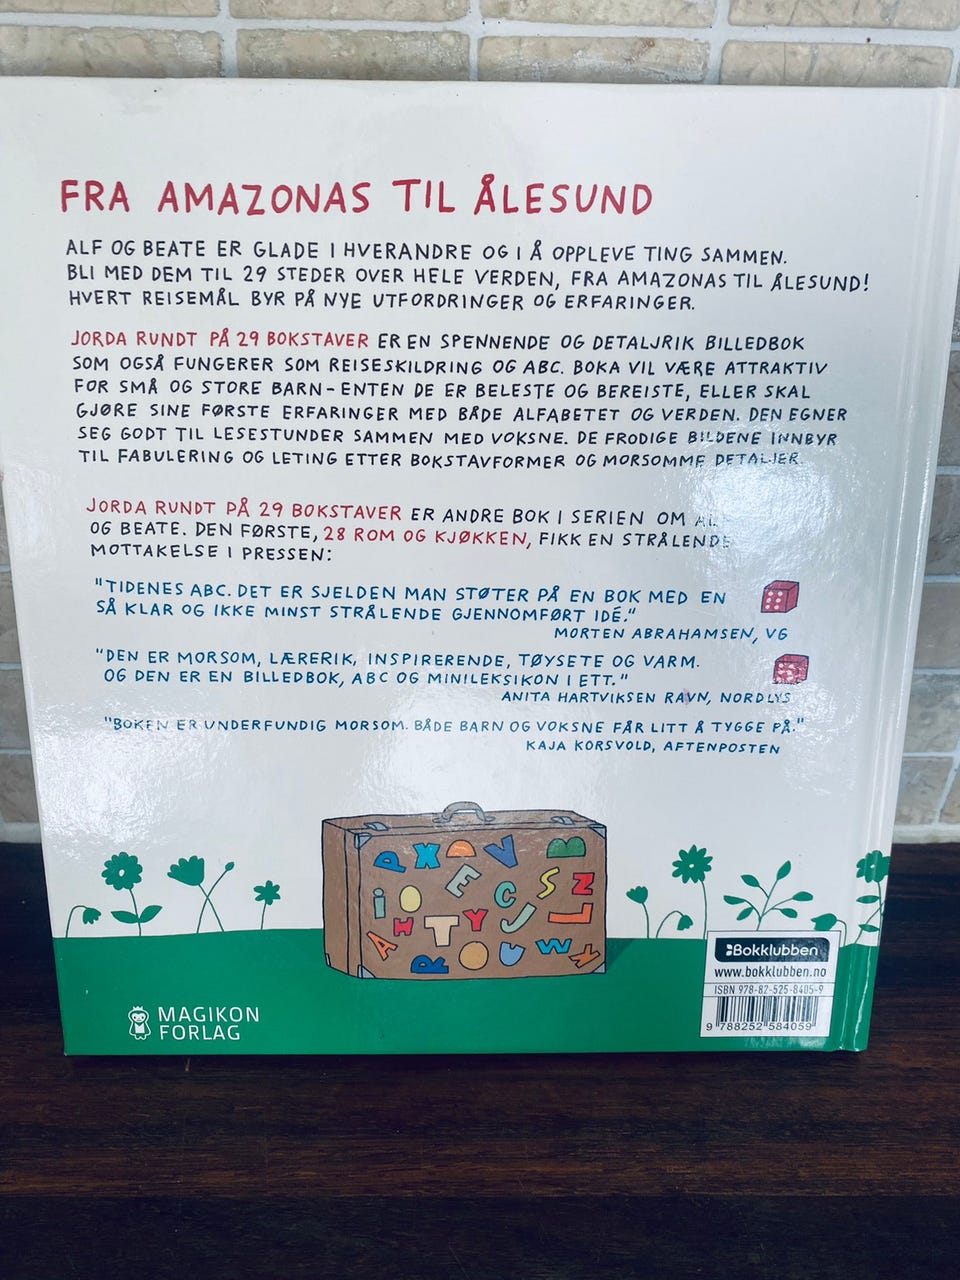 FRA AMAZONAS TIL ÅLESUND
ALF OG BEATE ER GLADE I HVERANDRE OG I Å OPPLEVE TING SAMMEN.
BLI MED DEM TIL 29 STEDER OVER HELE VERDEN, FRA AMAZONAS TIL ÅLESUND!
HVERT REISEMÅL BYR PÅ NYE UTFORDRINGER OG ERFARINGER.
JORDA RUNDT PÅ 29 BOKSTAVER ER EN SPENNENDE OG DETALJRIK BILLEDBOK
SOM OGSÅ FUNGERER SOM REISESKILDRING OG ABC. BOKA VIL VÆRE ATTRAKTIV
FOR SMÅ OG STORE BARN – ENTEN DE ER BELESTE OG BEREISTE, ELLER SKAL
GJØRE SINE FØRSTE ERFARINGER MED BÅDE ALFABETET OG VERDEN. DEN EGNER
SEG GODT TIL LESESTUNDER SAMMEN MED VOKSNE. DE FRODIGE BILDENE INNBYR
TIL FABULERING OG LETING ETTER BOKSTAVFORMER OG MORSOMME DETALJER.
JORDA RUNDT PÅ 29 BOKSTAVER ER ANDRE BOK I SERIEN OM
OG BEATE. DEN FØRSTE, 28 ROM OG KJØKKEN, FIKK EN STRÅLENDE
MOTTAKELSE I PRESSEN:
"TIDENES ABC. DET ER SJELDEN MAN STØTER PÅ EN BOK MED EN
SÅ KLAR OG IKKE MINST STRÅLENDE GJENNOMFØRT IDÉ."
MORTEN ABRAHAMSEN, VG
"DEN ER MORSOM, LÆRERIK, INSPIRERENDE, TØYSETE OG VARM.
OG DEN ER EN BILLEDBOK, ABC OG MINILEKSIKON I ETT."
ANITA HARTVIKSEN RAVN, NORDLYS
"BOKEN ER UNDERFUNDIG MORSOM. BÅDE BARN OG VOKSNE FÅR LITT Å TYGGE PÅ."
KAJA KORSVOLD, AFTENPOSTEN
P X D V B
i O E C S Z
A H T Y J L
R O U W K
MAGIKON
FORLAG
Bokklubben
www.bokklubben.no
ISBN 978-82-525-8405-9
9 788252 584059